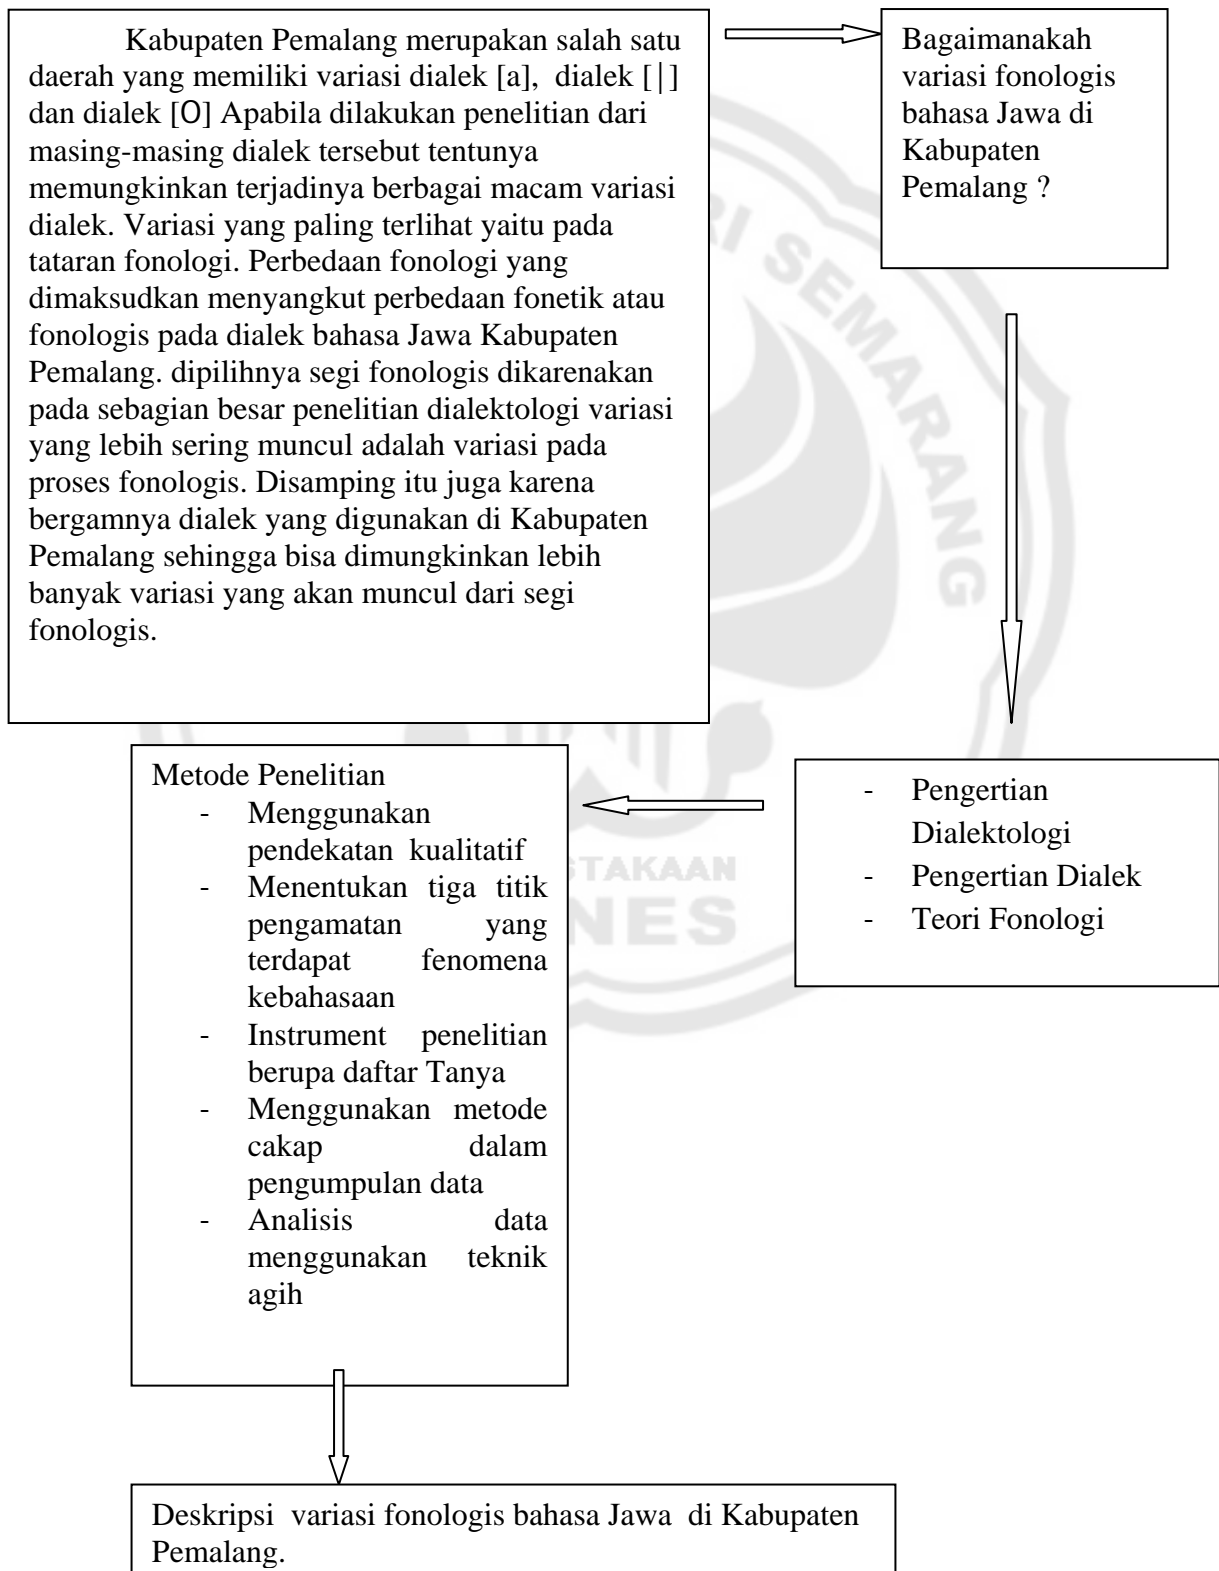 Kabupaten Pemalang merupakan salah satu
daerah yang memiliki variasi dialek [a],  dialek [|]
dan dialek [O] Apabila dilakukan penelitian dari
masing-masing dialek tersebut tentunya
memungkinkan terjadinya berbagai macam variasi
dialek. Variasi yang paling terlihat yaitu pada
tataran fonologi. Perbedaan fonologi yang
dimaksudkan menyangkut perbedaan fonetik atau
fonologis pada dialek bahasa Jawa Kabupaten
Pemalang. dipilihnya segi fonologis dikarenakan
pada sebagian besar penelitian dialektologi variasi
yang lebih sering muncul adalah variasi pada
proses fonologis. Disamping itu juga karena
bergamnya dialek yang digunakan di Kabupaten
Pemalang sehingga bisa dimungkinkan lebih
banyak variasi yang akan muncul dari segi
fonologis.
Bagaimanakah
variasi fonologis
bahasa Jawa di
Kabupaten
Pemalang ?
- Pengertian
Dialektologi
- Pengertian Dialek
- Teori Fonologi
Metode Penelitian
- Menggunakan
pendekatan kualitatif
- Menentukan tiga titik
pengamatan yang
terdapat fenomena
kebahasaan
- Instrument penelitian
berupa daftar Tanya
- Menggunakan metode
cakap dalam
pengumpulan data
- Analisis data
menggunakan teknik
agih
Deskripsi variasi fonologis bahasa Jawa di Kabupaten
Pemalang.
SEMARANG